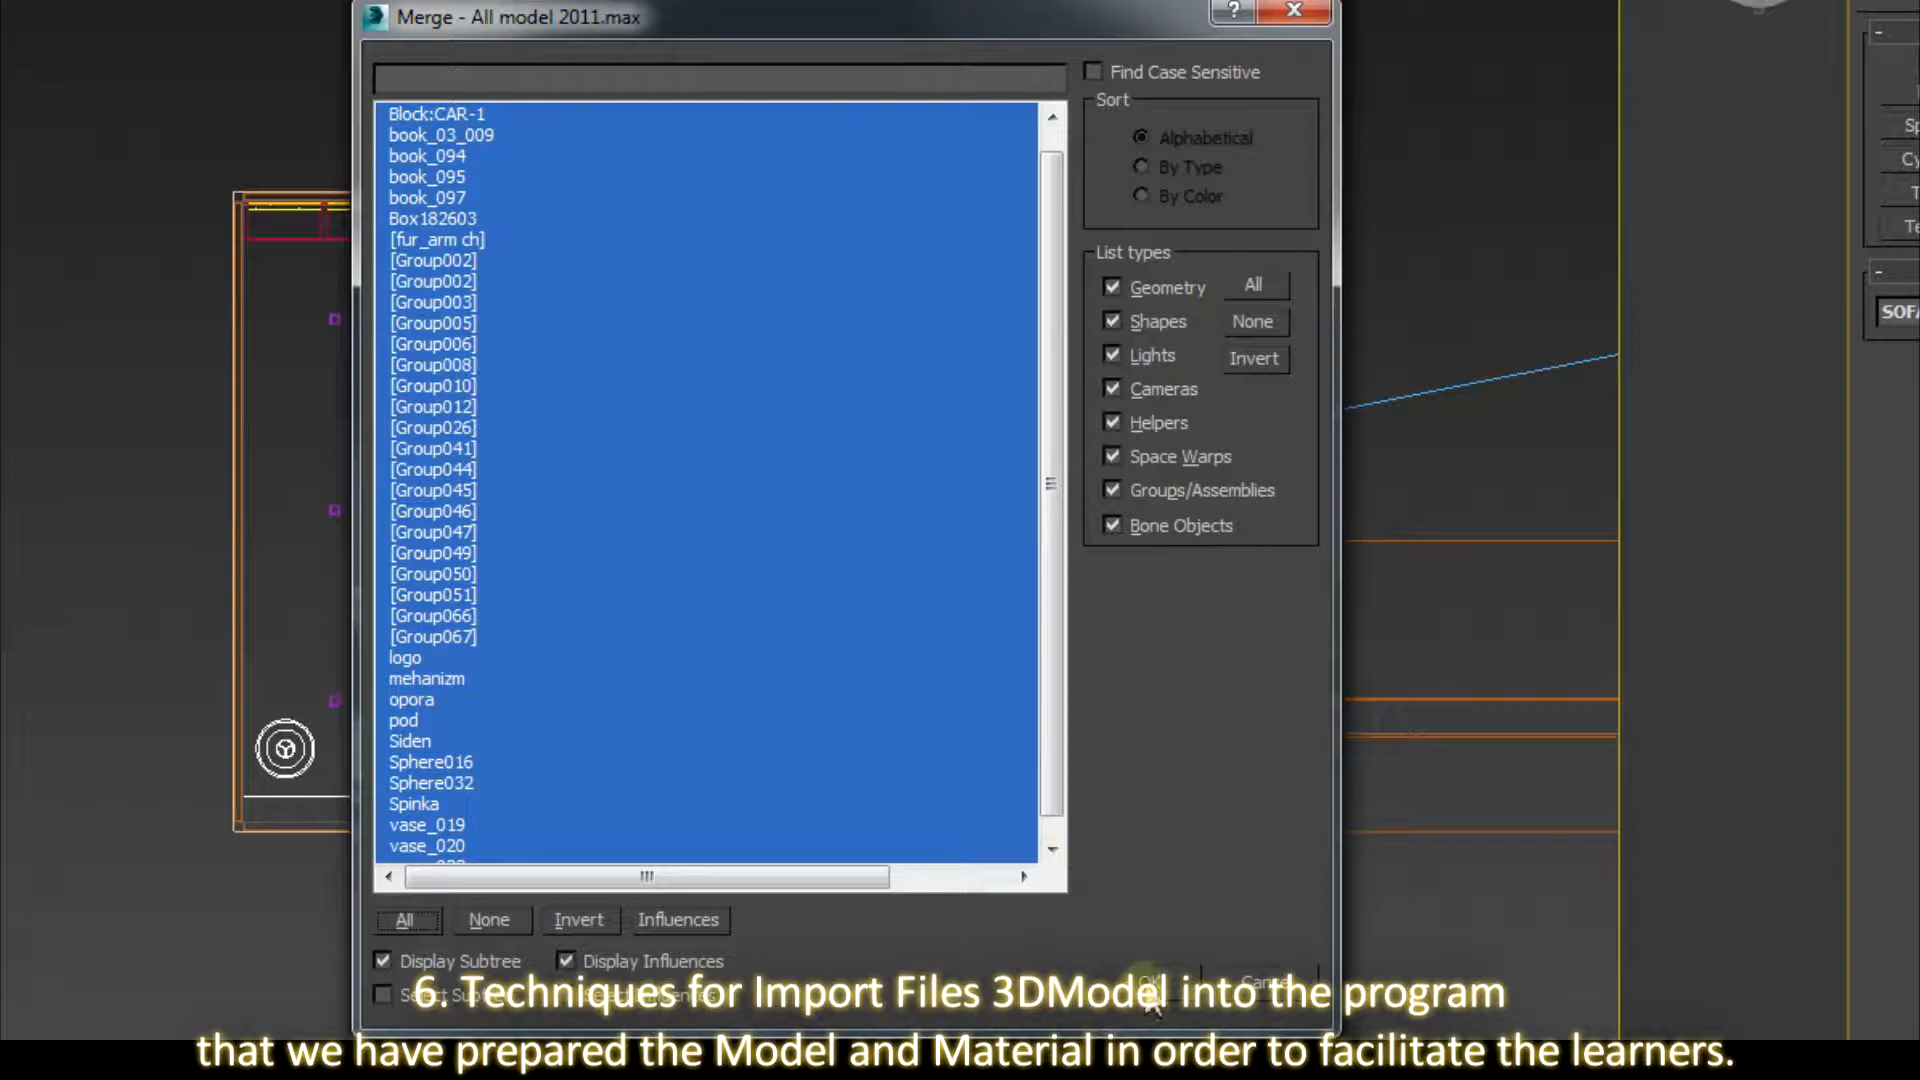 Merge - All model 2011.max
?
Find Case Sensitive
Sort
Alphabetical
By Type
By Color
Block:CAR-1
book_03_009
book_094
book_095
book_097
Box182603
[fur_arm ch]
[Group002]
[Group002]
[Group003]
[Group005]
[Group006]
[Group008]
[Group010]
[Group012]
[Group026]
[Group041]
[Group044]
[Group045]
[Group046]
[Group047]
[Group049]
[Group050]
[Group051]
[Group066]
[Group067]
logo
mehanizm
opora
pod
Siden
Sphere016
Sphere032
Spinka
vase_019
vase_020
List types
Geometry All
Shapes None
Lights Invert
Cameras
Helpers
Space Warps
Groups/Assemblies
Bone Objects
All None Invert Influences
Display Subtree Display Influences
OK Cancel
6. Techniques for Import Files 3DModel into the program
that we have prepared the Model and Material in order to facilitate the learners.